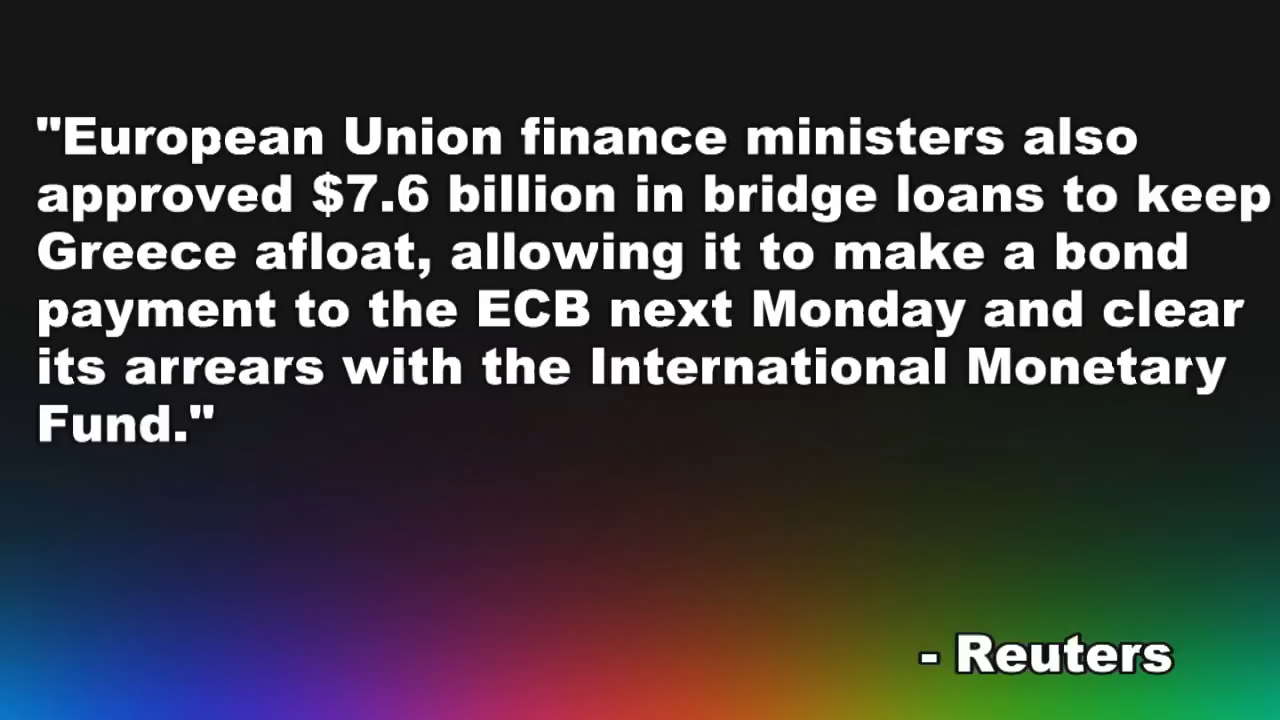 "European Union finance ministers also
approved $7.6 billion in bridge loans to keep
Greece afloat, allowing it to make a bond
payment to the ECB next Monday and clear
its arrears with the International Monetary
Fund."
- Reuters